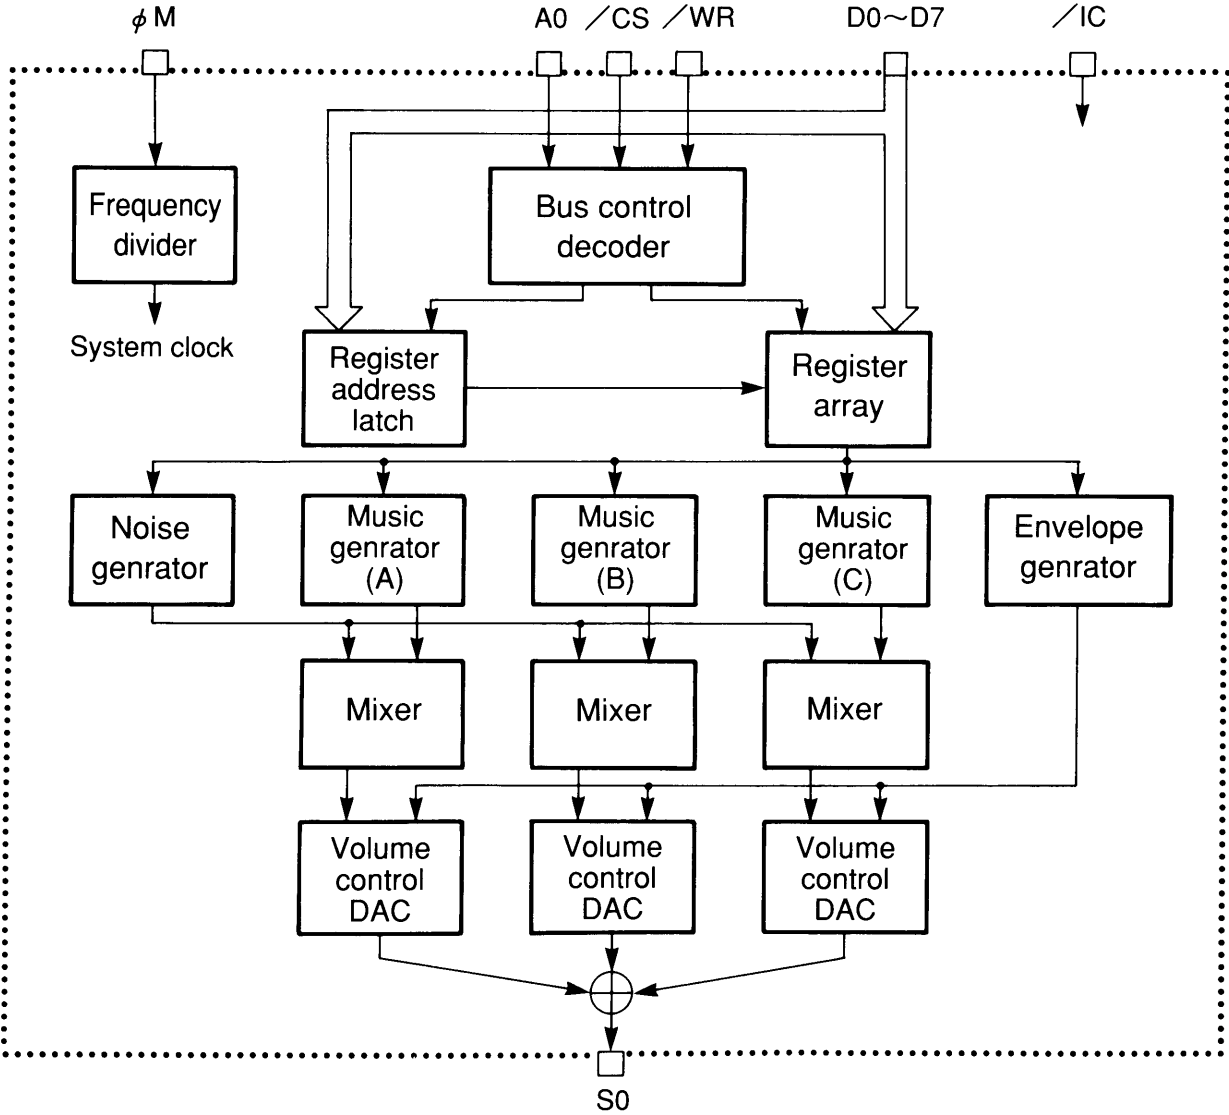 φM
A0
/CS
/WR
D0~D7
/IC
Frequency
divider
System clock
Bus control
decoder
Register
address
latch
Register
array
Noise
genrator
Music
genrator
(A)
Music
genrator
(B)
Music
genrator
(C)
Envelope
genrator
Mixer
Mixer
Mixer
Volume
control
DAC
Volume
control
DAC
Volume
control
DAC
S0